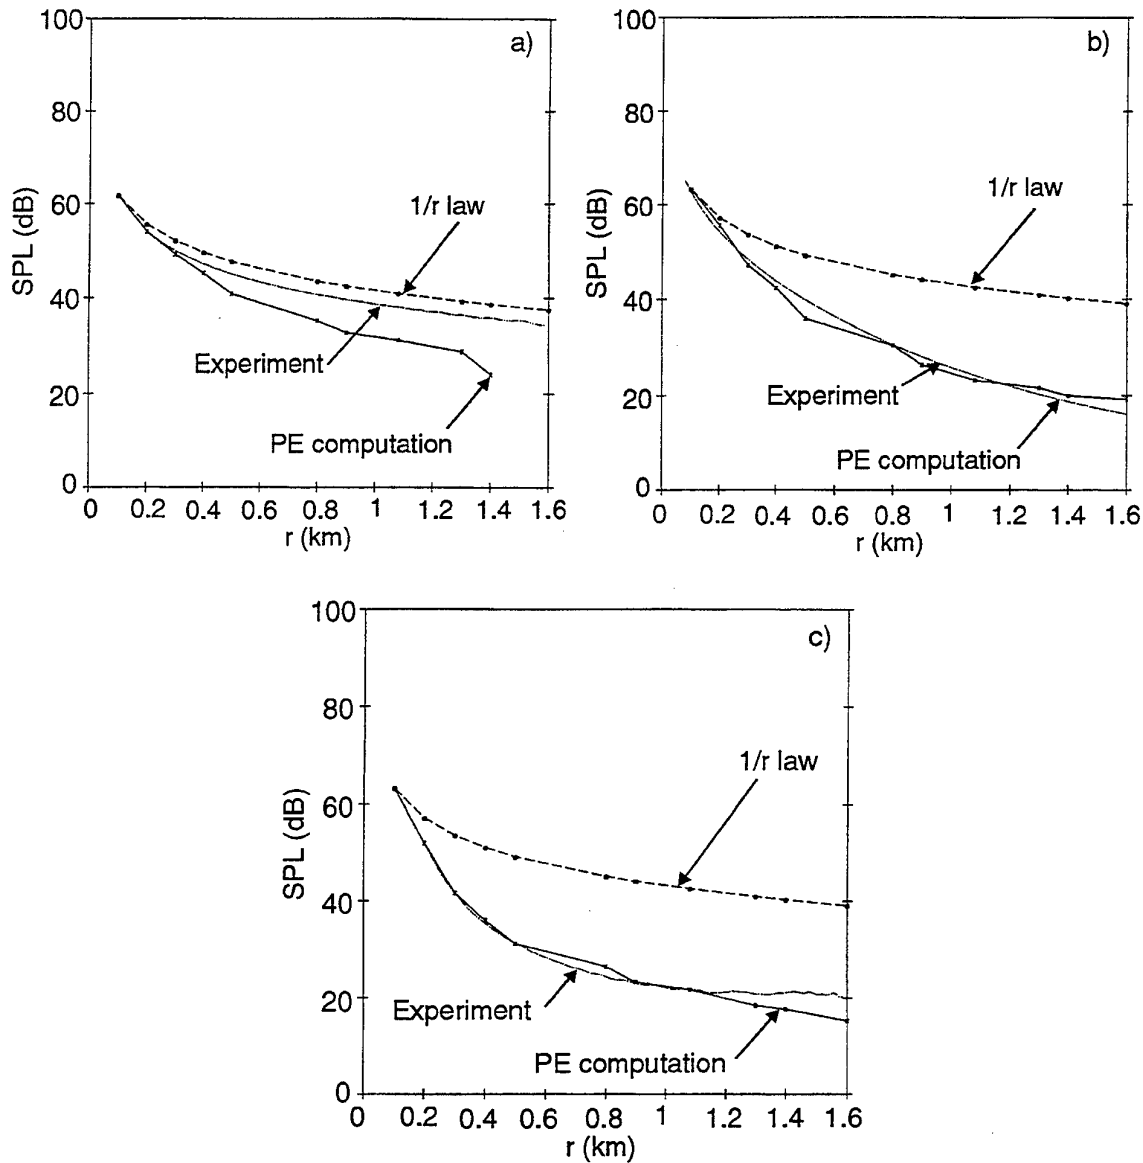 a)
100
80
60
40
20
0
SPL (dB)
1/r law
Experiment
PE computation
0 0.2 0.4 0.6 0.8 1 1.2 1.4 1.6
r (km)
b)
100
80
60
40
20
0
SPL (dB)
1/r law
Experiment
PE computation
0 0.2 0.4 0.6 0.8 1 1.2 1.4 1.6
r (km)
c)
100
80
60
40
20
0
SPL (dB)
1/r law
Experiment
PE computation
0 0.2 0.4 0.6 0.8 1 1.2 1.4 1.6
r (km)